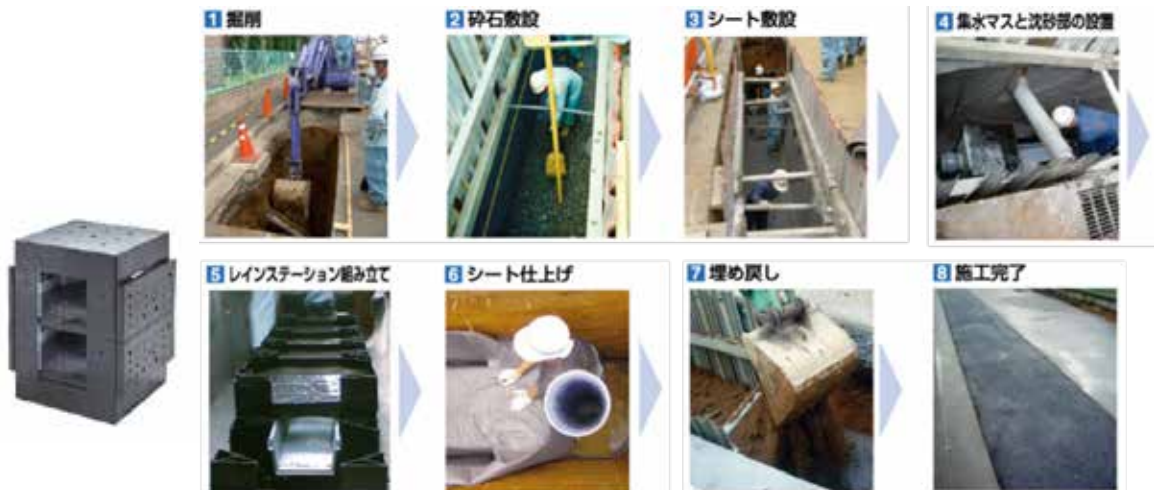 1 掘削
2 砕石敷設
3 シート敷設
4 集水マスと沈砂部の設置
5 レインステーション組み立て
6 シート仕上げ
7 埋め戻し
8 施工完了